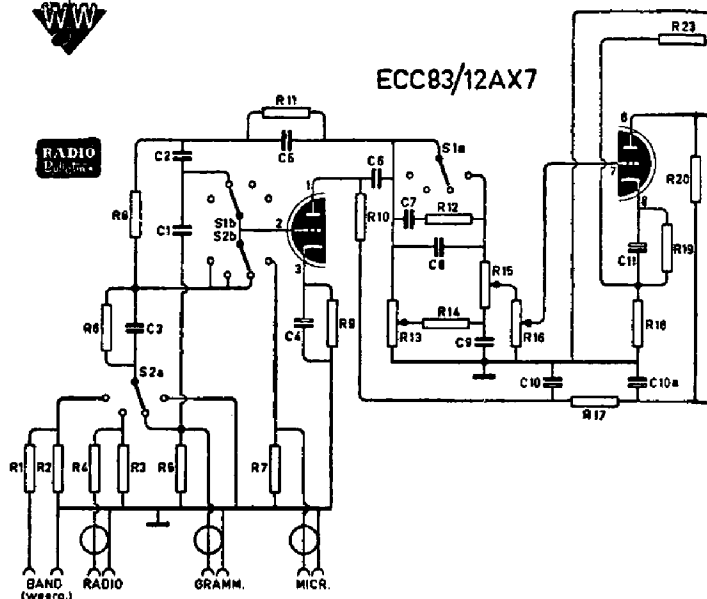 WW
R23
ECC83/12AX7
R11
C5
RADIO
C2
S1a
6
C6
1
7
R8
C7
R12
R20
R10
S1b
S2b
2
8
C1
C8
C11
R19
3
R15
R6
C3
C4
R9
R13
R14
R16
R18
C9
S2a
C10
C10a
R17
R1
R2
R4
R3
R5
R7
BAND
(weerg.)
RADIO
GRAMM.
MICR.